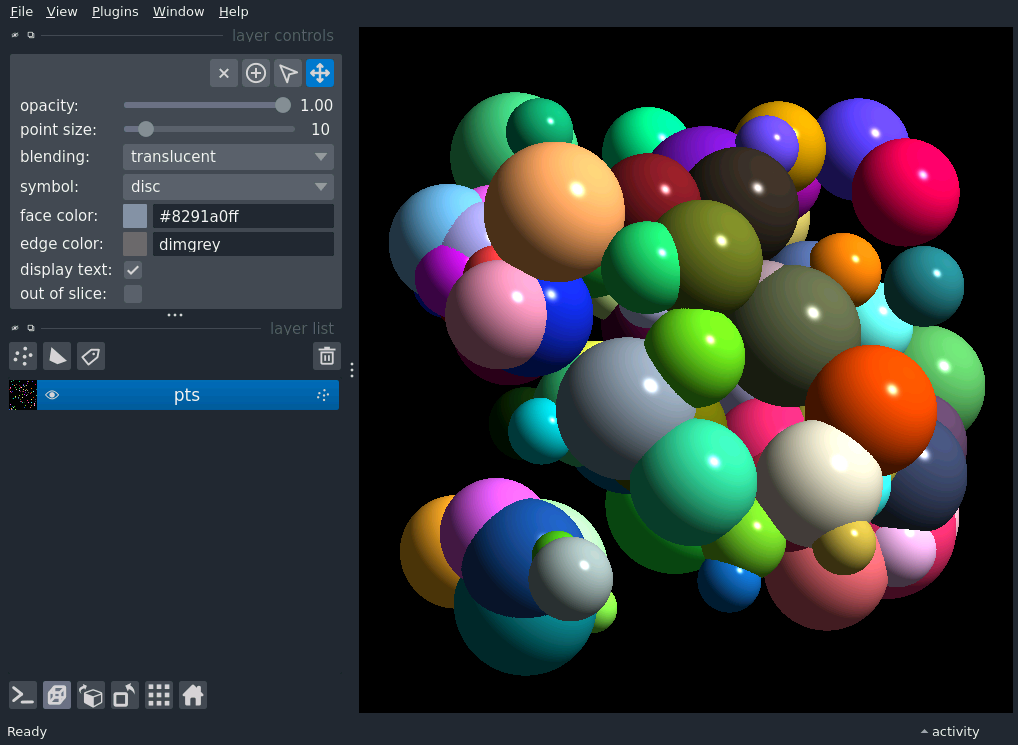 File View Plugins Window Help
layer controls
opacity: 1.00
point size: 10
blending: translucent
symbol: disc
face color: #8291a0ff
edge color: dimgrey
display text:
out of slice:
layer list
pts
Ready activity